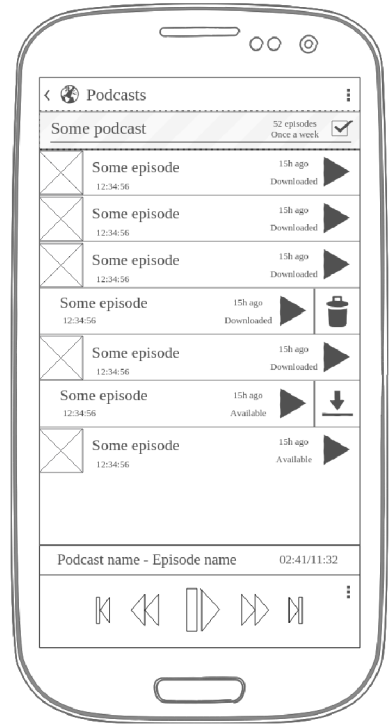 Podcasts
Some podcast
52 episodes
Once a week
Some episode
15h ago
12:34:56
Downloaded
Some episode
15h ago
12:34:56
Downloaded
Some episode
15h ago
12:34:56
Downloaded
Some episode
15h ago
12:34:56
Downloaded
Some episode
15h ago
12:34:56
Downloaded
Some episode
15h ago
12:34:56
Available
Some episode
15h ago
12:34:56
Available
Podcast name - Episode name 02:41/11:32